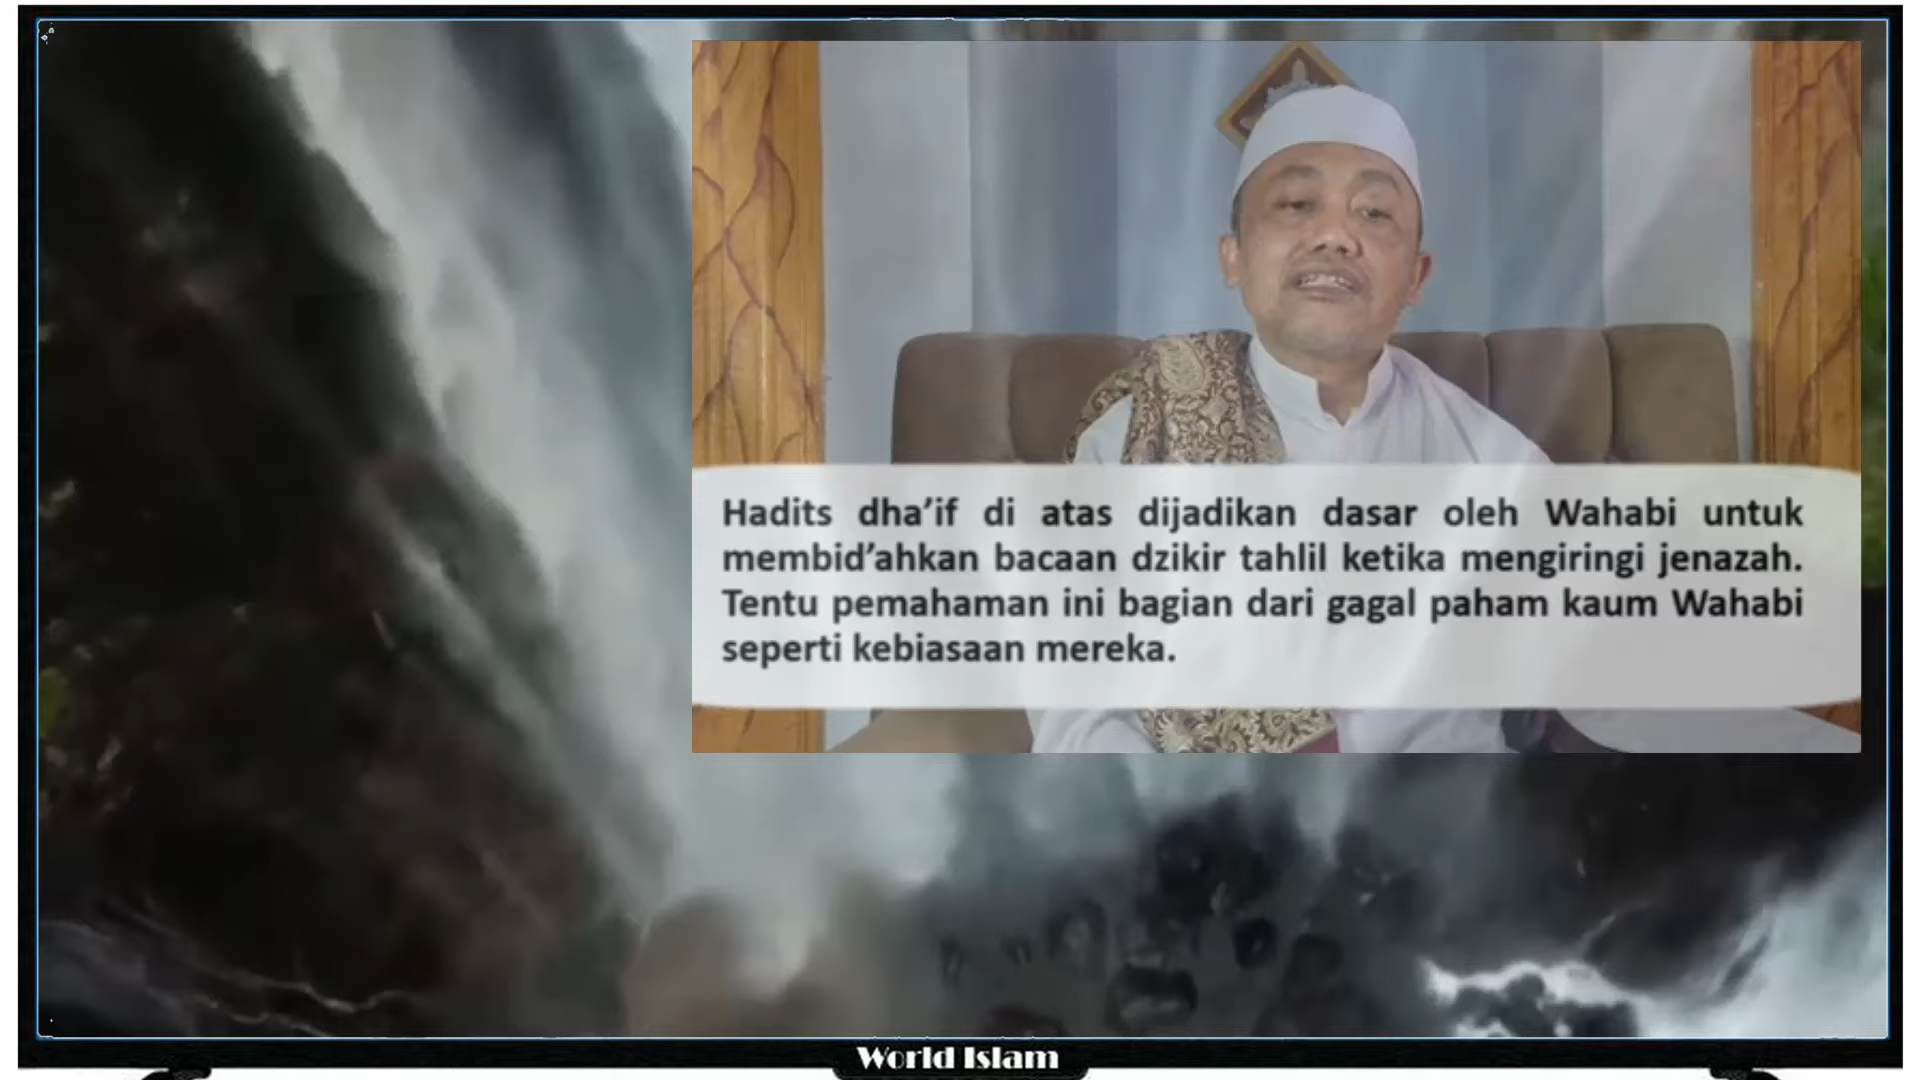 Hadits dha’if di atas dijadikan dasar oleh Wahabi untuk
membid’ahkan bacaan dzikir tahlil ketika mengiringi jenazah.
Tentu pemahaman ini bagian dari gagal paham kaum Wahabi
seperti kebiasaan mereka.
World Islam